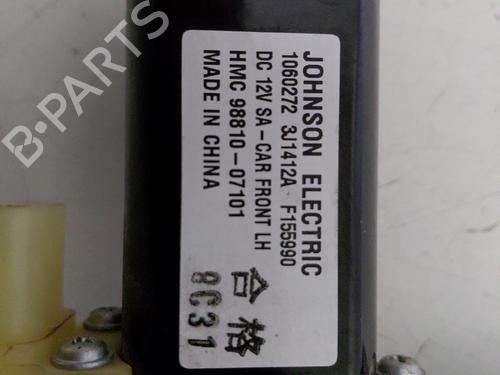 JOHNSON ELECTRIC
1060272 3J1412A F155990
DC 12V SA-CAR FRONT LH
HMC 98810-07101
MADE IN CHINA
合格
8C31
B-PARTS